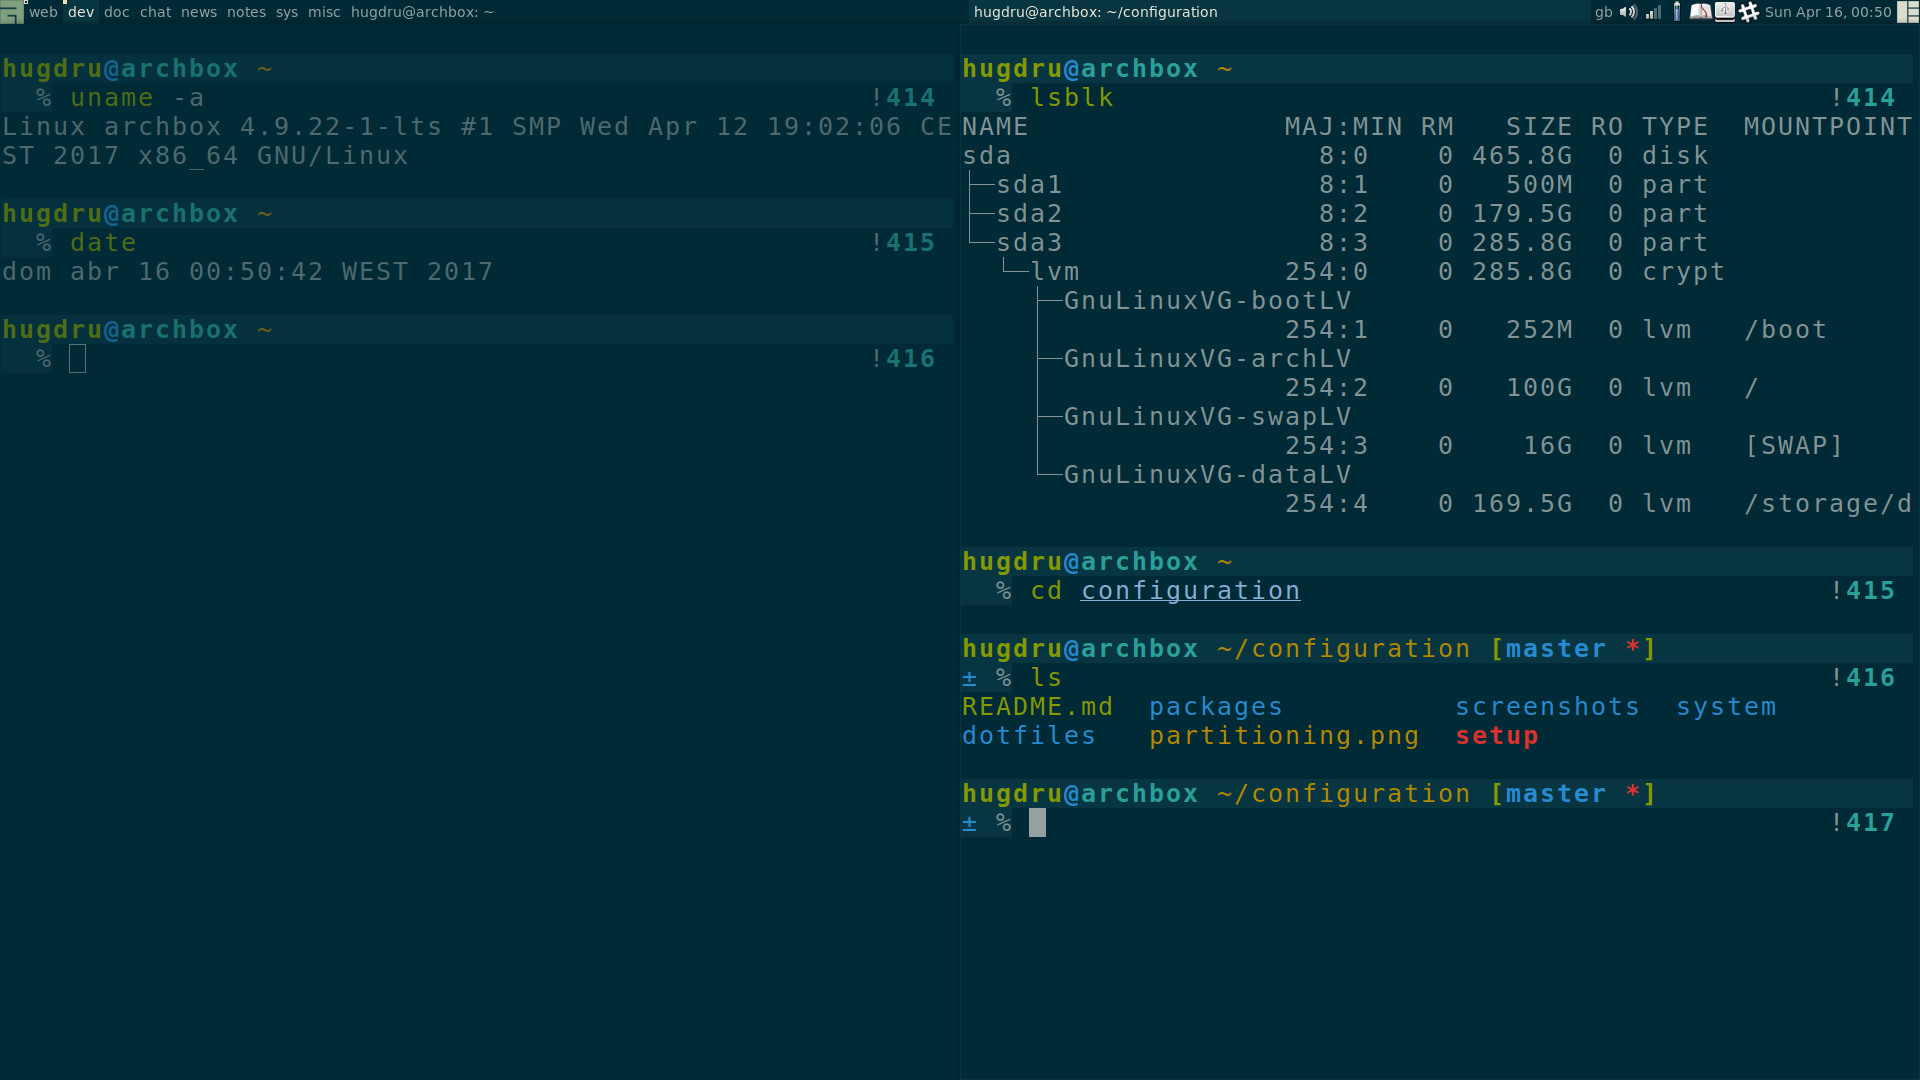 web dev doc chat news notes sys misc hugdru@archbox: ~
hugdru@archbox: ~/configuration
gb
Sun Apr 16, 00:50
hugdru@archbox ~
% uname -a !414
Linux archbox 4.9.22-1-lts #1 SMP Wed Apr 12 19:02:06 CE
ST 2017 x86_64 GNU/Linux
hugdru@archbox ~
% date !415
dom abr 16 00:50:42 WEST 2017
hugdru@archbox ~
% !416
hugdru@archbox ~
% lsblk !414
NAME MAJ:MIN RM SIZE RO TYPE MOUNTPOINT
sda 8:0 0 465.8G 0 disk
├─sda1 8:1 0 500M 0 part
├─sda2 8:2 0 179.5G 0 part
└─sda3 8:3 0 285.8G 0 part
└─lvm 254:0 0 285.8G 0 crypt
├─GnuLinuxVG-bootLV
254:1 0 252M 0 lvm /boot
├─GnuLinuxVG-archLV
254:2 0 100G 0 lvm /
├─GnuLinuxVG-swapLV
254:3 0 16G 0 lvm [SWAP]
└─GnuLinuxVG-dataLV
254:4 0 169.5G 0 lvm /storage/d
hugdru@archbox ~
% cd configuration !415
hugdru@archbox ~/configuration [master *]
± % ls !416
README.md packages screenshots system
dotfiles partitioning.png setup
hugdru@archbox ~/configuration [master *]
± % !417